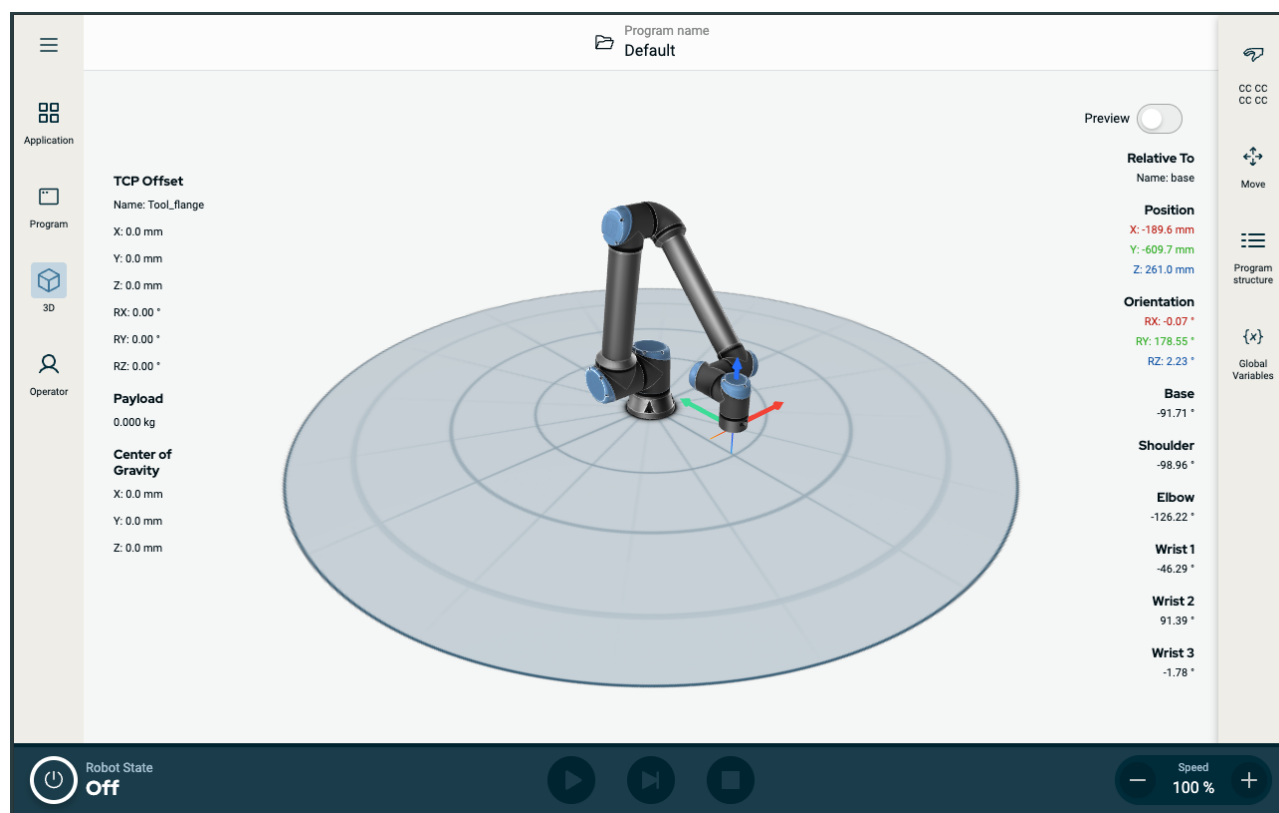 Program name
Default
Application
Program
3D
Operator
TCP Offset
Name: Tool_flange
X: 0.0 mm
Y: 0.0 mm
Z: 0.0 mm
RX: 0.00 °
RY: 0.00 °
RZ: 0.00 °
Payload
0.000 kg
Center of
Gravity
X: 0.0 mm
Y: 0.0 mm
Z: 0.0 mm
Preview
Relative To
Name: base
Position
X: -189.6 mm
Y: -609.7 mm
Z: 261.0 mm
Orientation
RX: -0.07 °
RY: 178.55 °
RZ: 2.23 °
Base
-91.71 °
Shoulder
-98.96 °
Elbow
-126.22 °
Wrist 1
-46.29 °
Wrist 2
91.39 °
Wrist 3
-1.78 °
CC CC
CC CC
Move
Program
structure
{x}
Global
Variables
Robot State
Off
Speed
100 %